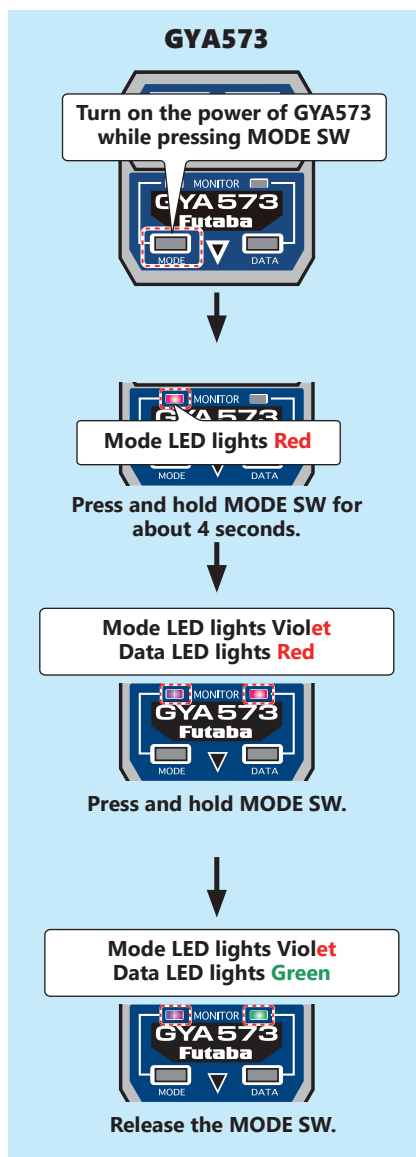 GYA573
Turn on the power of GYA573
while pressing MODE SW
MONITOR
GYA573
Futaba
MODE
DATA
MONITOR
Mode LED lights Red
MODE
DATA
Press and hold MODE SW for
about 4 seconds.
Mode LED lights Violet
Data LED lights Red
MONITOR
GYA573
Futaba
MODE
DATA
Press and hold MODE SW.
Mode LED lights Violet
Data LED lights Green
MONITOR
GYA573
Futaba
MODE
DATA
Release the MODE SW.